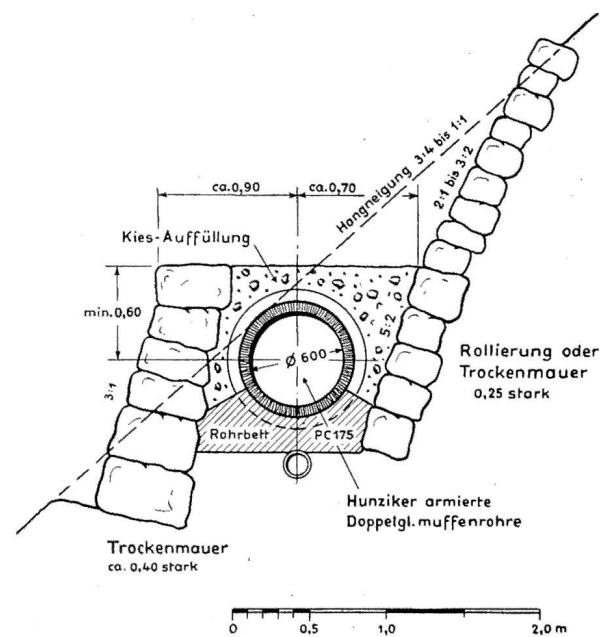 ca.0,90
ca.0,70
Hangneigung 3:4 bis 1:1
2:1 bis 3:2
Kies-Auffüllung
min.0,60
5:2
Ø 600
3:1
Rollierung oder
Trockenmauer
0,25 stark
Rohrbett
PC175
Hunziker armierte
Doppelgl.muffenrohre
Trockenmauer
ca. 0,40 stark
0
0,5
1,0
2,0 m